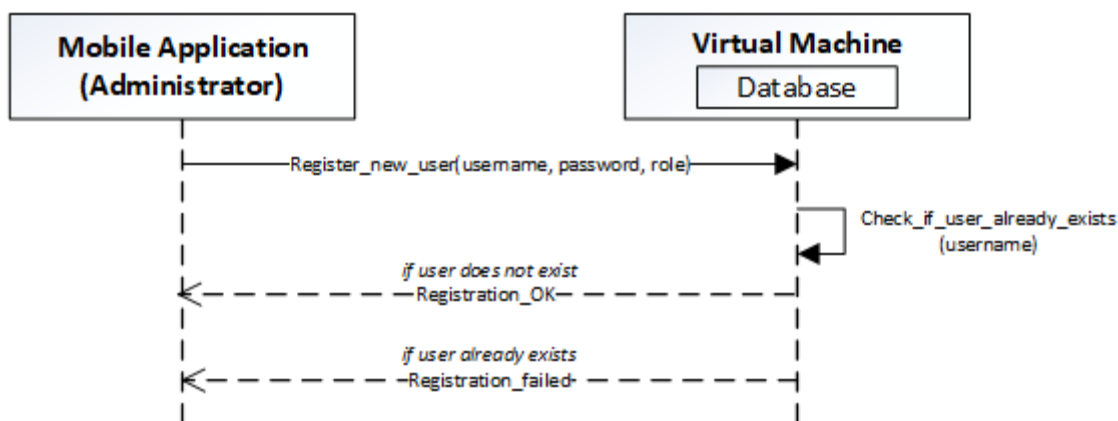 Mobile Application
(Administrator)
Virtual Machine
Database
Register_new_user(username, password, role)
Check_if_user_already_exists
(username)
if user does not exist
Registration_OK
if user already exists
Registration_failed